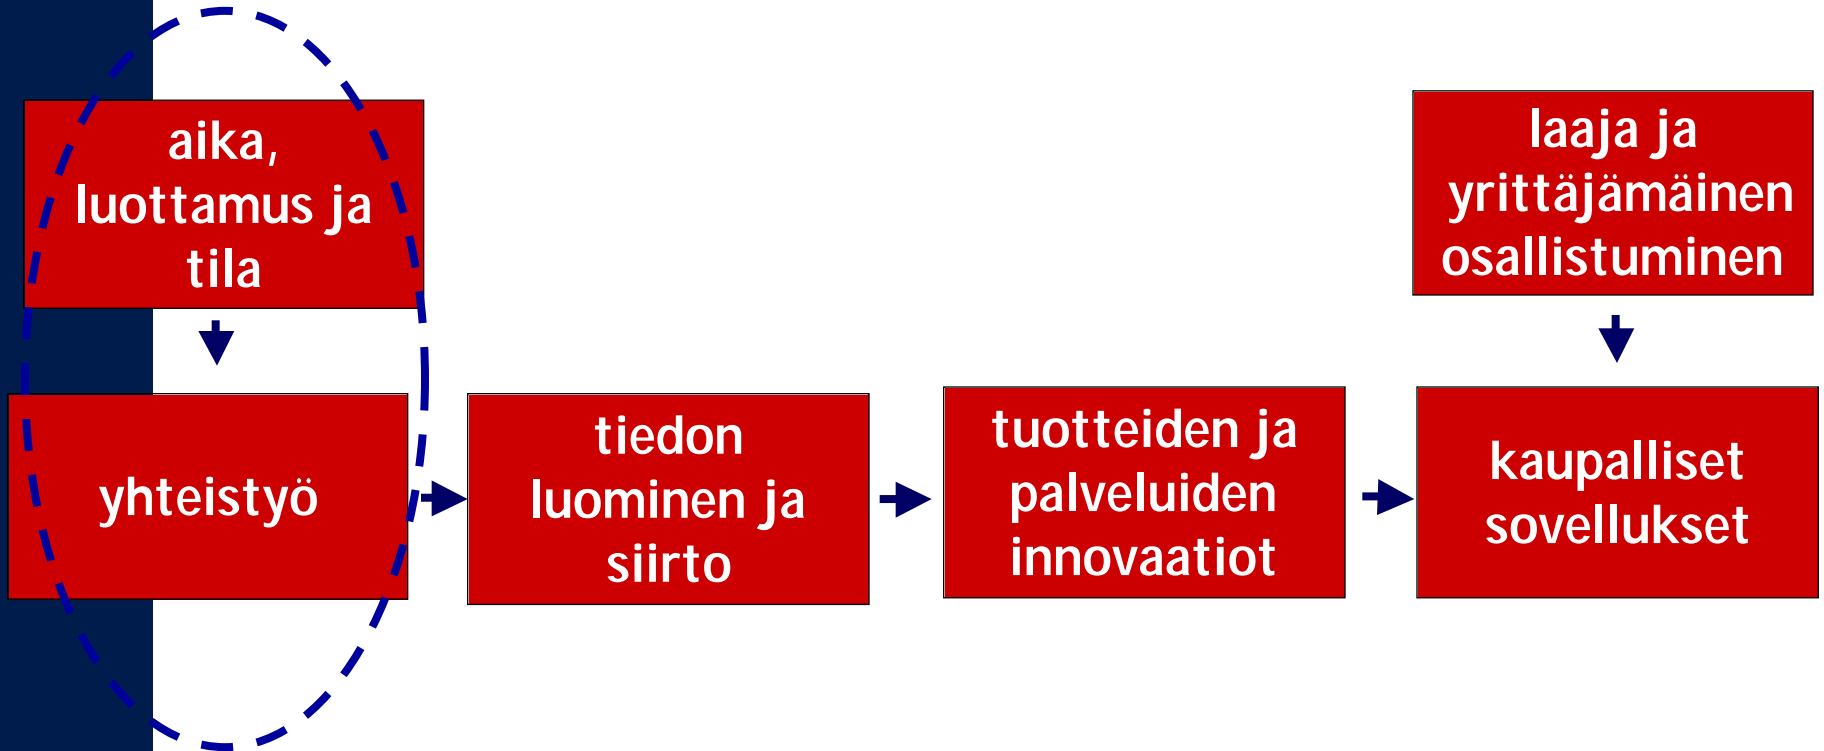 aika,
luottamus ja
tila
laaja ja
yrittäjämäinen
osallistuminen
yhteistyö
tiedon
luominen ja
siirto
tuotteiden ja
palveluiden
innovaatiot
kaupalliset
sovellukset